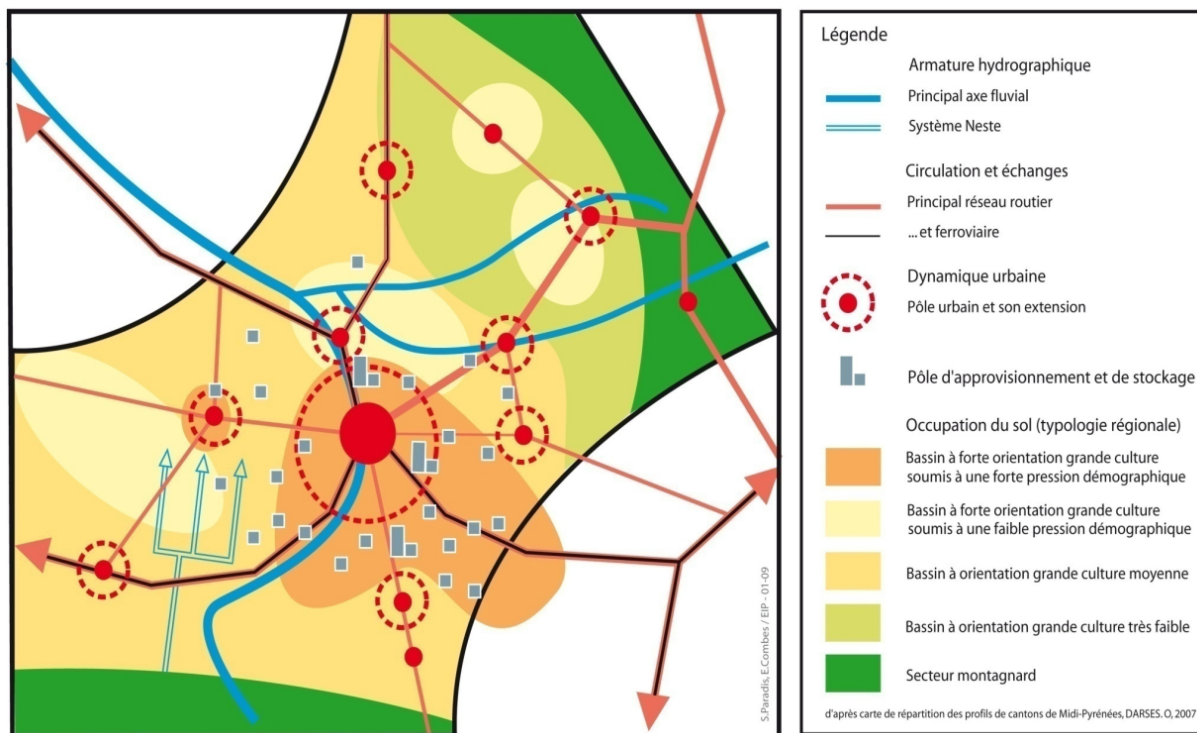 Légende
Armature hydrographique
Principal axe fluvial
Système Neste
Circulation et échanges
Principal réseau routier
... et ferroviaire
Dynamique urbaine
Pôle urbain et son extension
Pôle d'approvisionnement et de stockage
Occupation du sol (typologie régionale)
Bassin à forte orientation grande culture
soumis à une forte pression démographique
Bassin à forte orientation grande culture
soumis à une faible pression démographique
Bassin à orientation grande culture moyenne
Bassin à orientation grande culture très faible
Secteur montagnard
d'après carte de répartition des profils de cantons de Midi-Pyrénées, DARSES. O, 2007
S.Paradis, E.Combes / EIP - 01-09